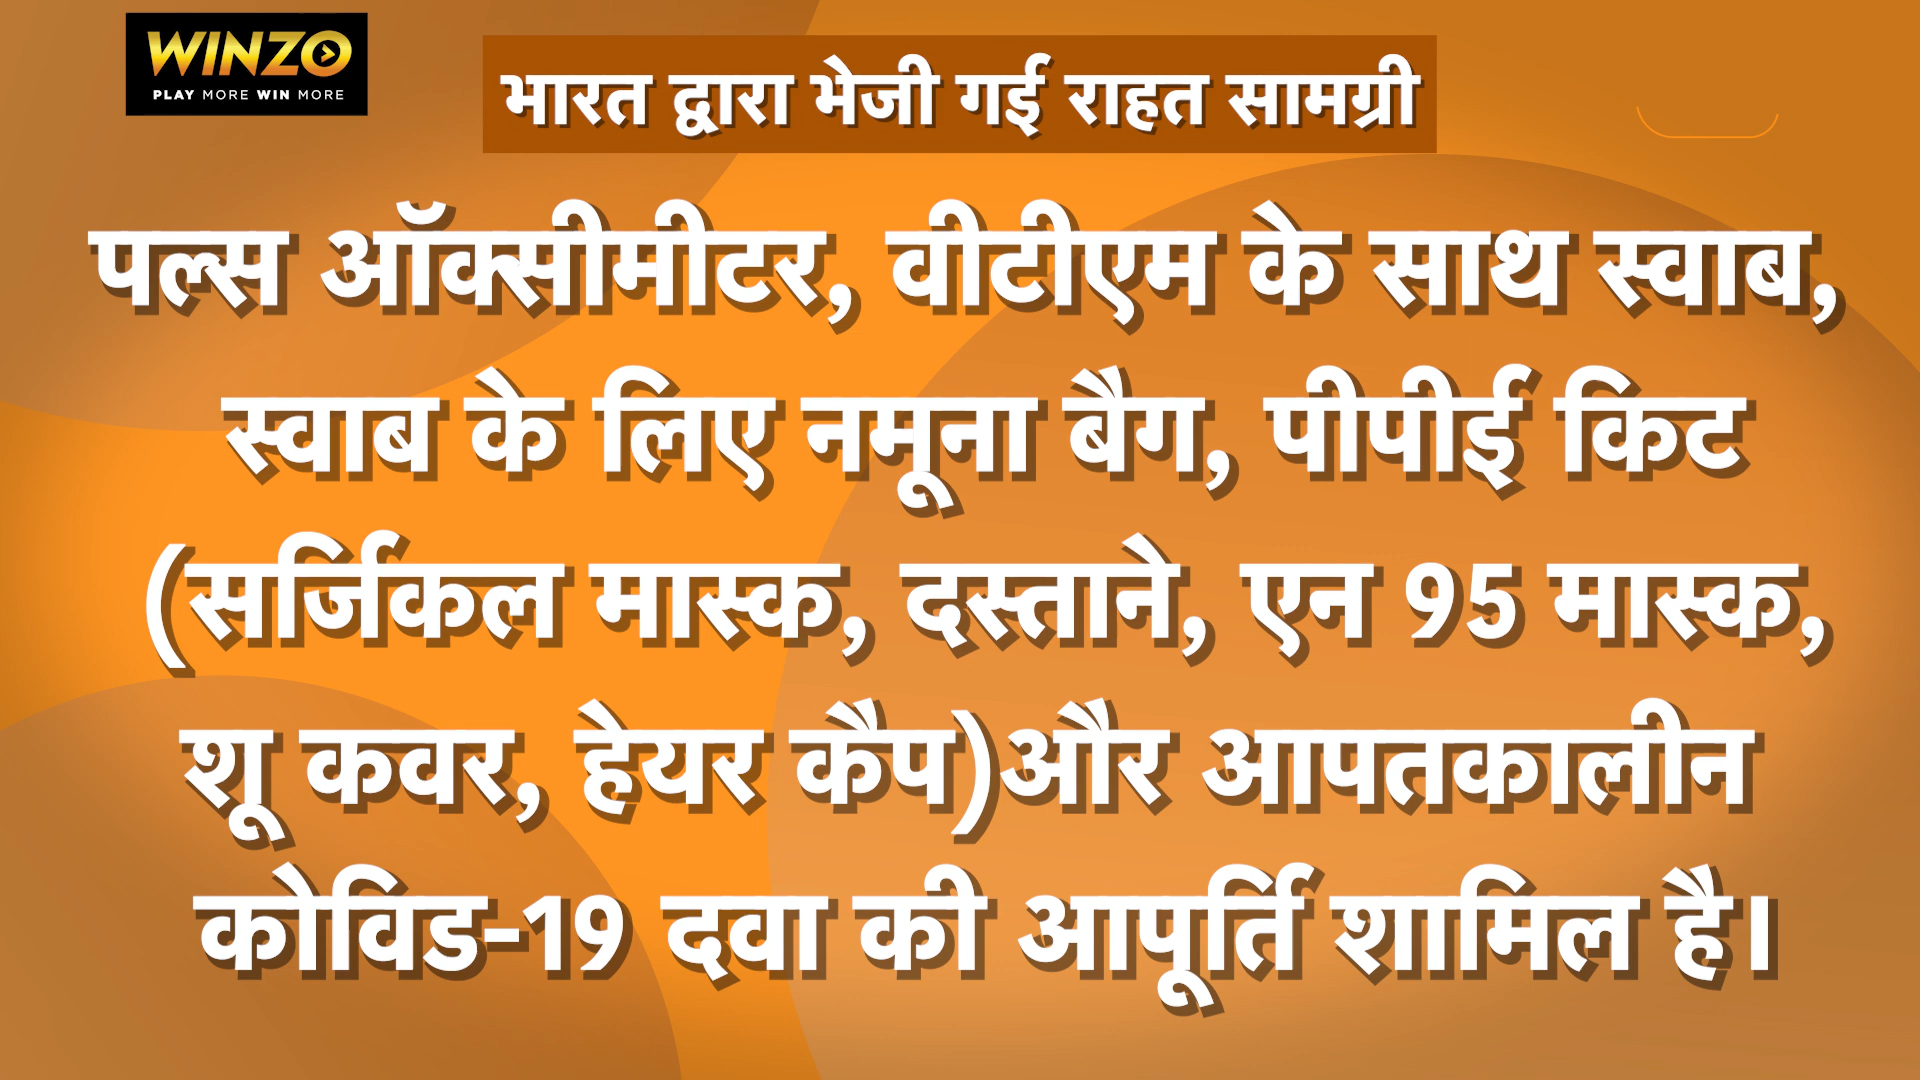 WINZO
PLAY MORE WIN MORE
भारत द्वारा भेजी गई राहत सामग्री
पल्स ऑक्सीमीटर, वीटीएम के साथ स्वाब,
स्वाब के लिए नमूना बैग, पीपीई किट
(सर्जिकल मास्क, दस्ताने, एन 95 मास्क,
शू कवर, हेयर कैप)और आपतकालीन
कोविड-19 दवा की आपूर्ति शामिल है।